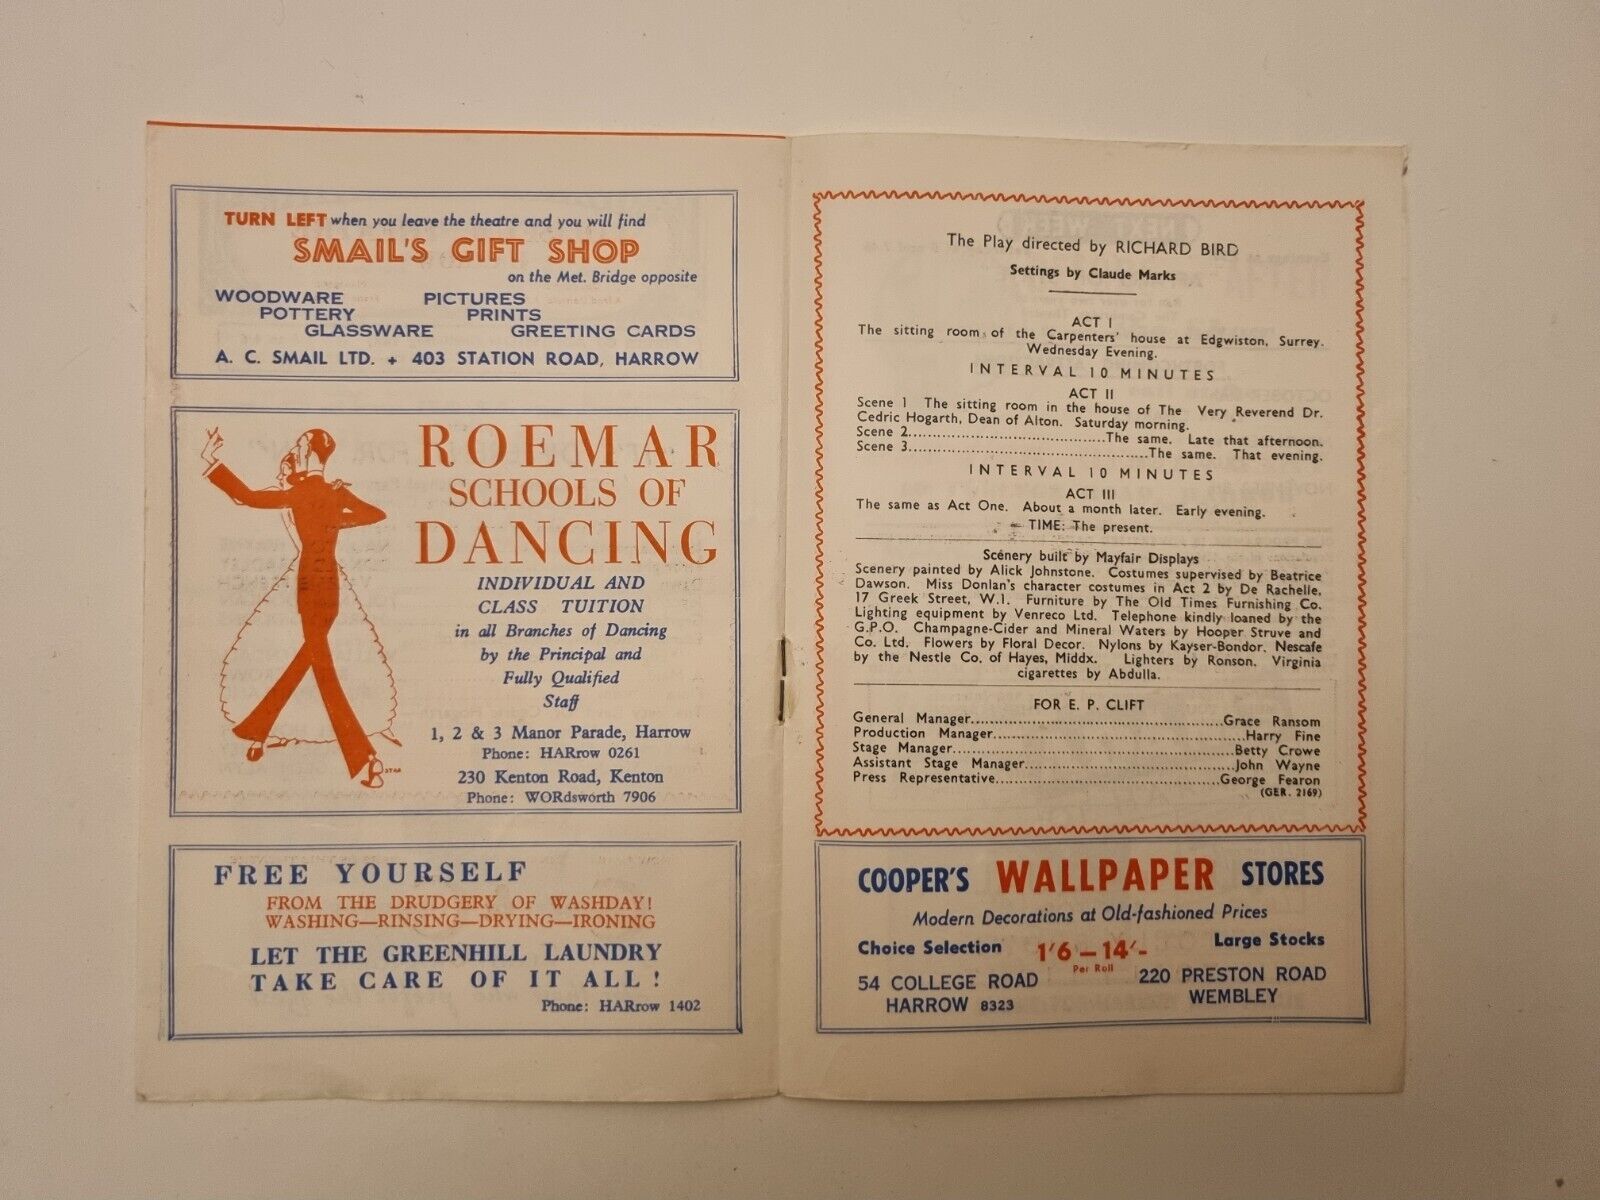 TURN LEFT when you leave the theatre and you will find
SMAIL'S GIFT SHOP
on the Met. Bridge opposite
WOODWARE PICTURES
POTTERY PRINTS
GLASSWARE GREETING CARDS
A. C. SMAIL LTD. + 403 STATION ROAD, HARROW
ROEMAR
SCHOOLS OF
DANCING
INDIVIDUAL AND
CLASS TUITION
in all Branches of Dancing
by the Principal and
Fully Qualified
Staff
1, 2 & 3 Manor Parade, Harrow
Phone: HARrow 0261
230 Kenton Road, Kenton
Phone: WORdsworth 7906
STAR
FREE YOURSELF
FROM THE DRUDGERY OF WASHDAY!
WASHING—RINSING—DRYING—IRONING
LET THE GREENHILL LAUNDRY
TAKE CARE OF IT ALL!
Phone: HARrow 1402
The Play directed by RICHARD BIRD
Settings by Claude Marks
ACT I
The sitting room of the Carpenters' house at Edgwiston, Surrey.
Wednesday Evening.
INTERVAL 10 MINUTES
ACT II
Scene 1 The sitting room in the house of The Very Reverend Dr.
Cedric Hogarth, Dean of Alton. Saturday morning.
Scene 2..........The same. Late that afternoon.
Scene 3..........The same. That evening.
INTERVAL 10 MINUTES
ACT III
The same as Act One. About a month later. Early evening.
TIME: The present.
Scenery built by Mayfair Displays
Scenery painted by Alick Johnstone. Costumes supervised by Beatrice
Dawson. Miss Donlan's character costumes in Act 2 by De Rachelle,
17 Greek Street, W.1. Furniture by The Old Times Furnishing Co.
Lighting equipment by Venreco Ltd. Telephone kindly loaned by the
G.P.O. Champagne-Cider and Mineral Waters by Hooper Struve and
Co. Ltd. Flowers by Floral Decor. Nylons by Kayser-Bondor. Nescafe
by the Nestle Co. of Hayes, Middx. Lighters by Ronson. Virginia
cigarettes by Abdulla.
FOR E. P. CLIFT
General Manager..........Grace Ransom
Production Manager..........Harry Fine
Stage Manager..........Betty Crowe
Assistant Stage Manager..........John Wayne
Press Representative..........George Fearon
(GER. 2169)
COOPER'S WALLPAPER STORES
Modern Decorations at Old-fashioned Prices
Choice Selection 1'6 — 14'- Large Stocks
Per Roll
54 COLLEGE ROAD 220 PRESTON ROAD
HARROW 8323 WEMBLEY